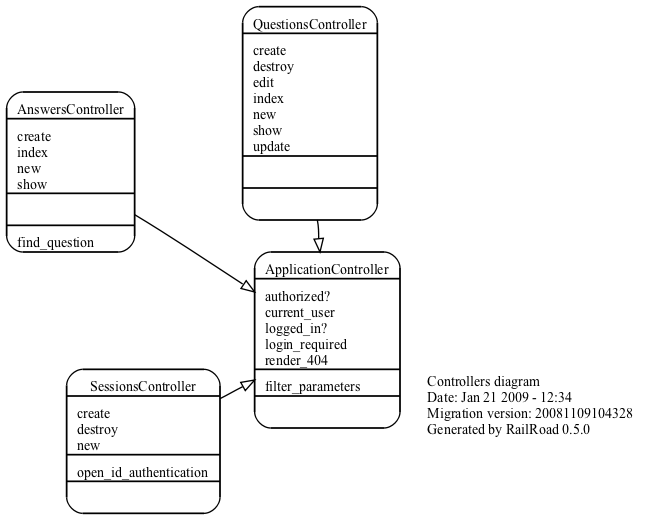 QuestionsController
create
destroy
edit
index
new
show
update
AnswersController
create
index
new
show
find_question
ApplicationController
authorized?
current_user
logged_in?
login_required
render_404
filter_parameters
SessionsController
create
destroy
new
open_id_authentication
Controllers diagram
Date: Jan 21 2009 - 12:34
Migration version: 20081109104328
Generated by RailRoad 0.5.0